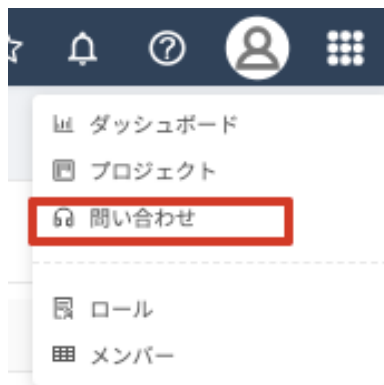 ダッシュボード
プロジェクト
問い合わせ
ロール
メンバー